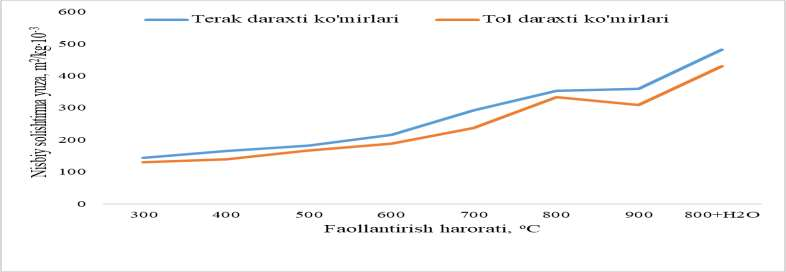 600
Terak daraxti ko'mirlari Tol daraxti ko'mirlari
500
400
300
200
100
0
Nisbiy solishtirma yuza, m²/kg·10⁻³
300 400 500 600 700 800 900 800+H2O
Faollantirish harorati, °C